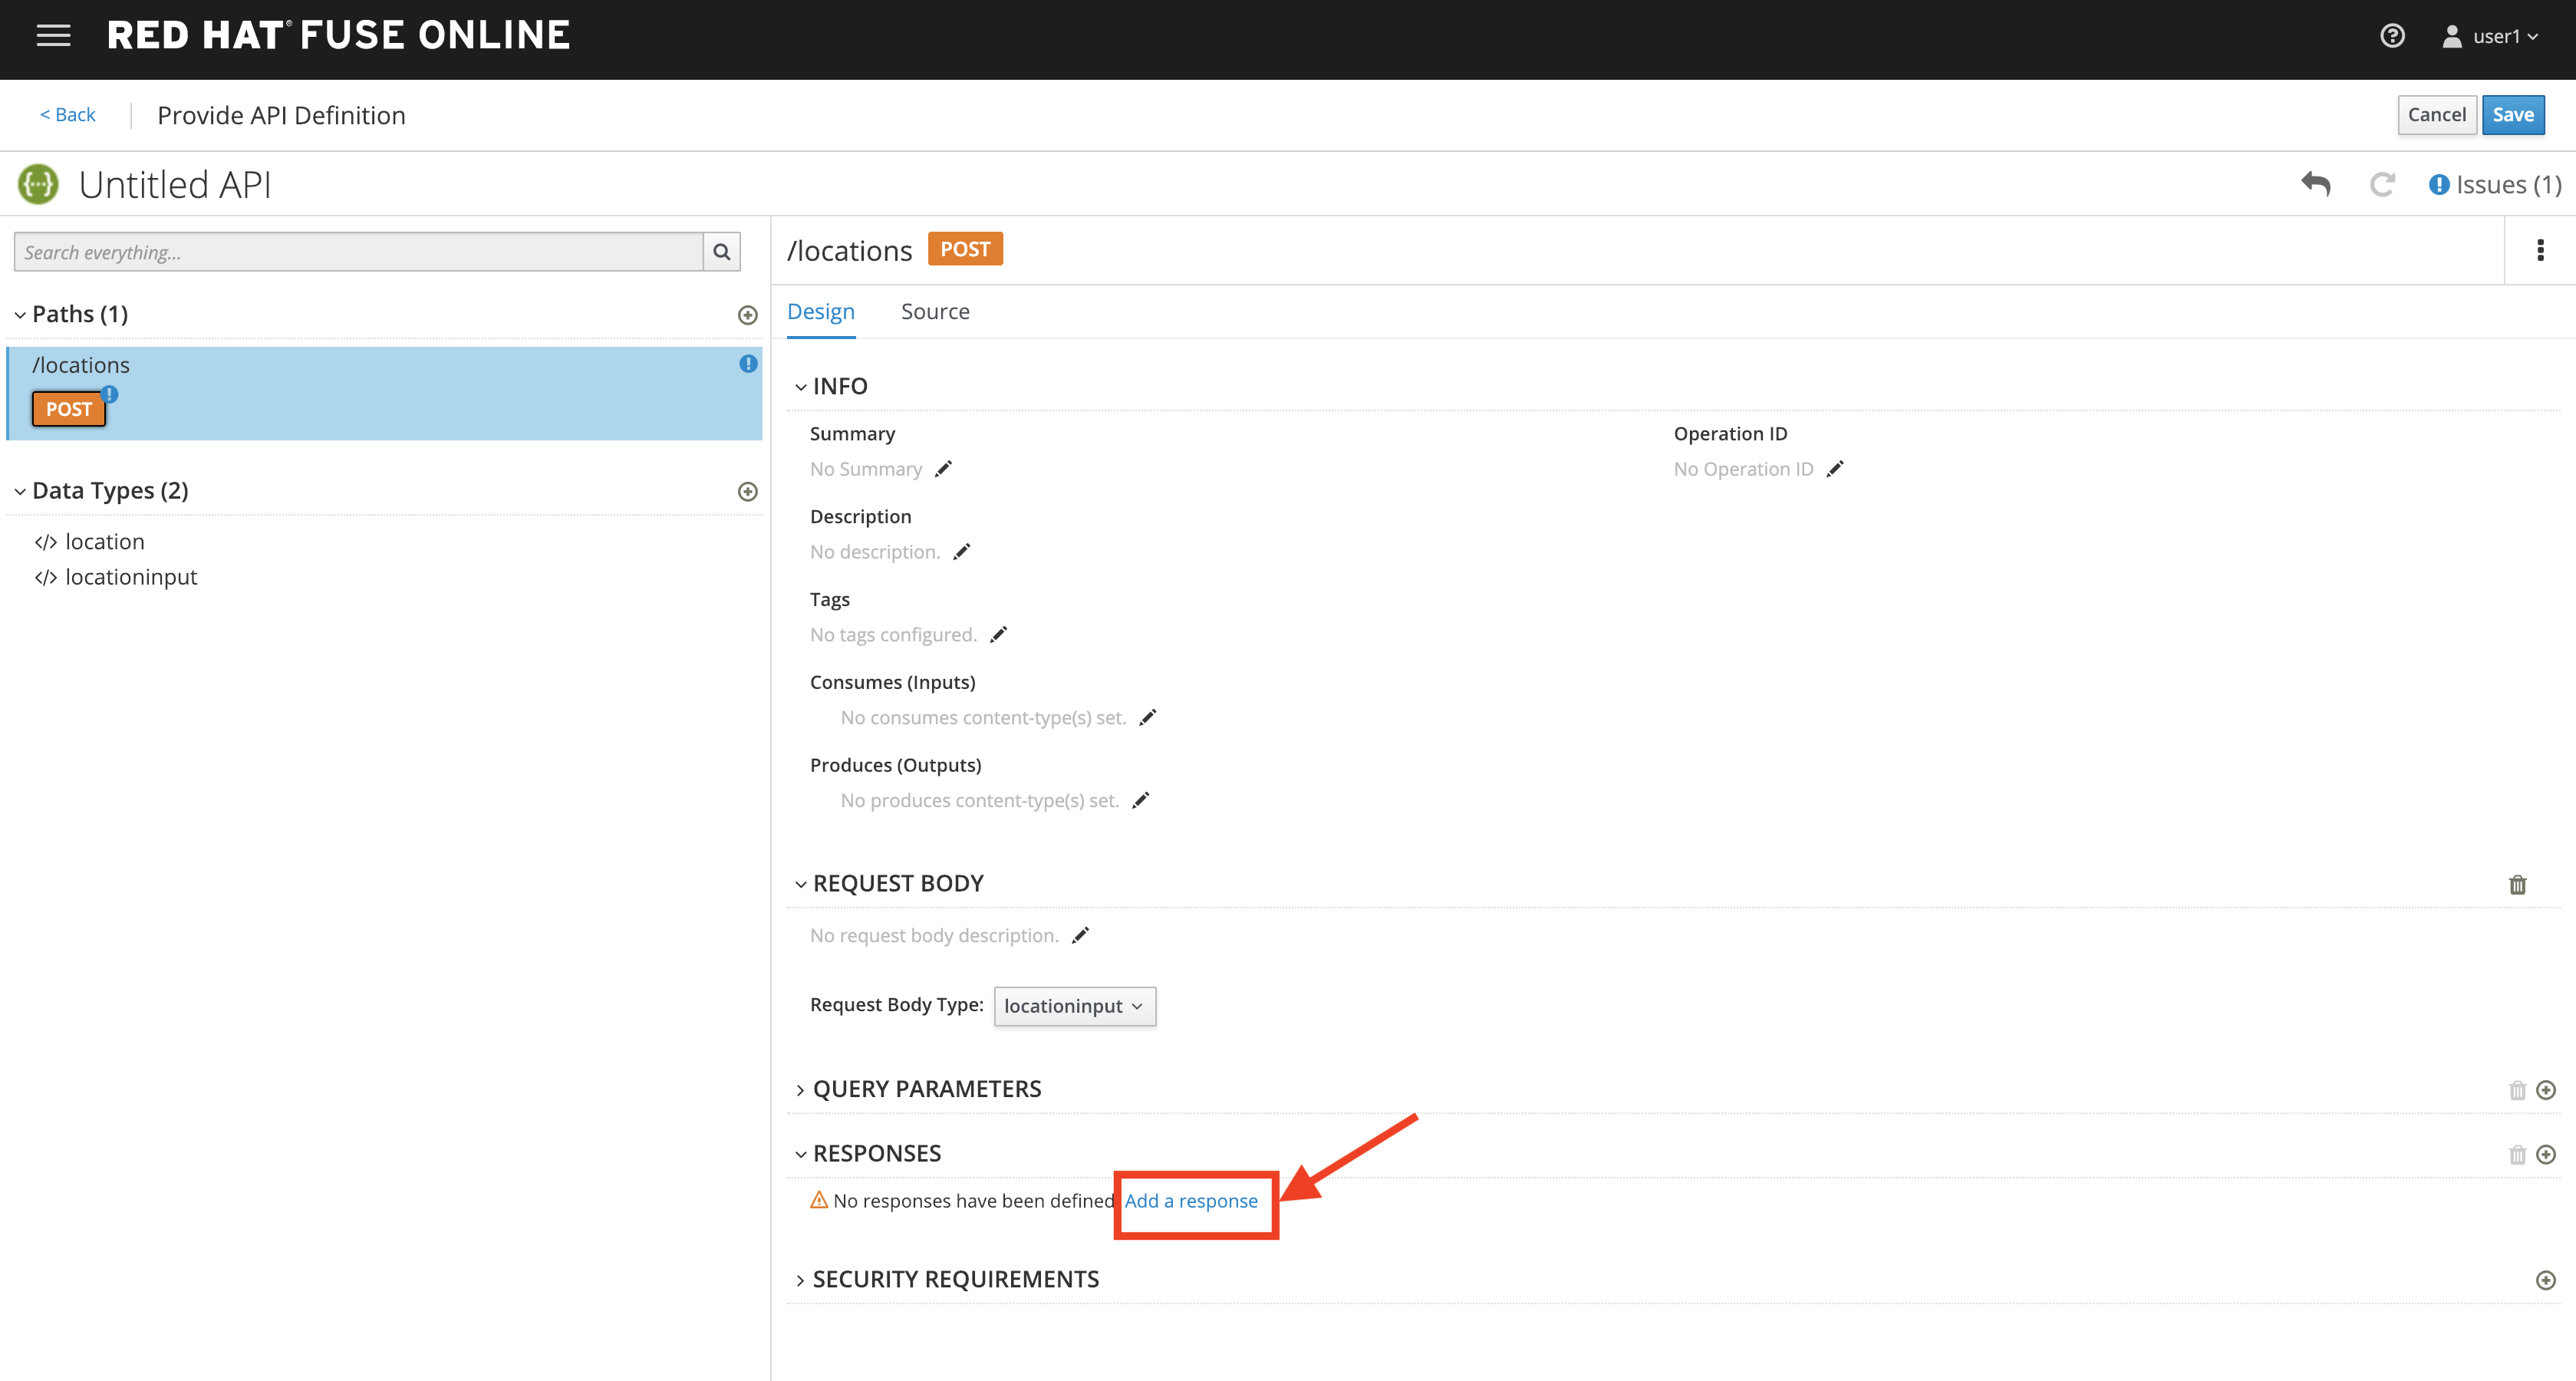 RED HAT® FUSE ONLINE
user1
< Back
Provide API Definition
Cancel
Save
Untitled API
Issues (1)
Search everything...
Paths (1)
/locations
POST
Data Types (2)
</> location
</> locationinput
/locations
POST
Design
Source
INFO
Summary
Operation ID
No Summary
No Operation ID
Description
No description.
Tags
No tags configured.
Consumes (Inputs)
No consumes content-type(s) set.
Produces (Outputs)
No produces content-type(s) set.
REQUEST BODY
No request body description.
Request Body Type:
locationinput
QUERY PARAMETERS
RESPONSES
No responses have been defined
Add a response
SECURITY REQUIREMENTS